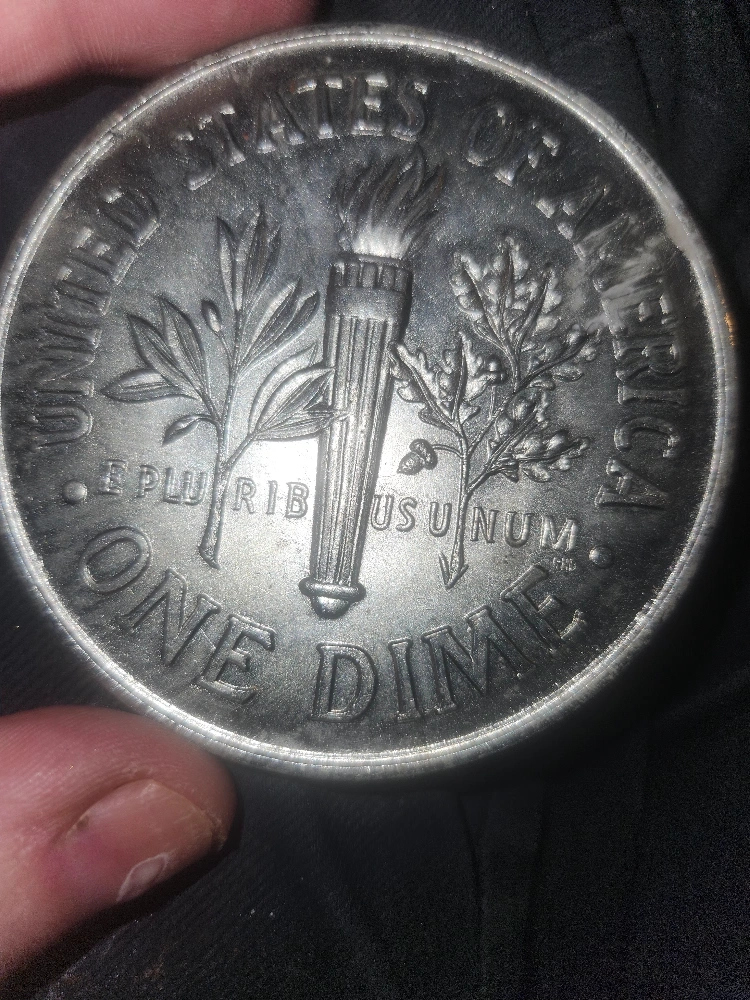 UNITED STATES OF AMERICA
E PLURIBUS UNUM
ONE DIME